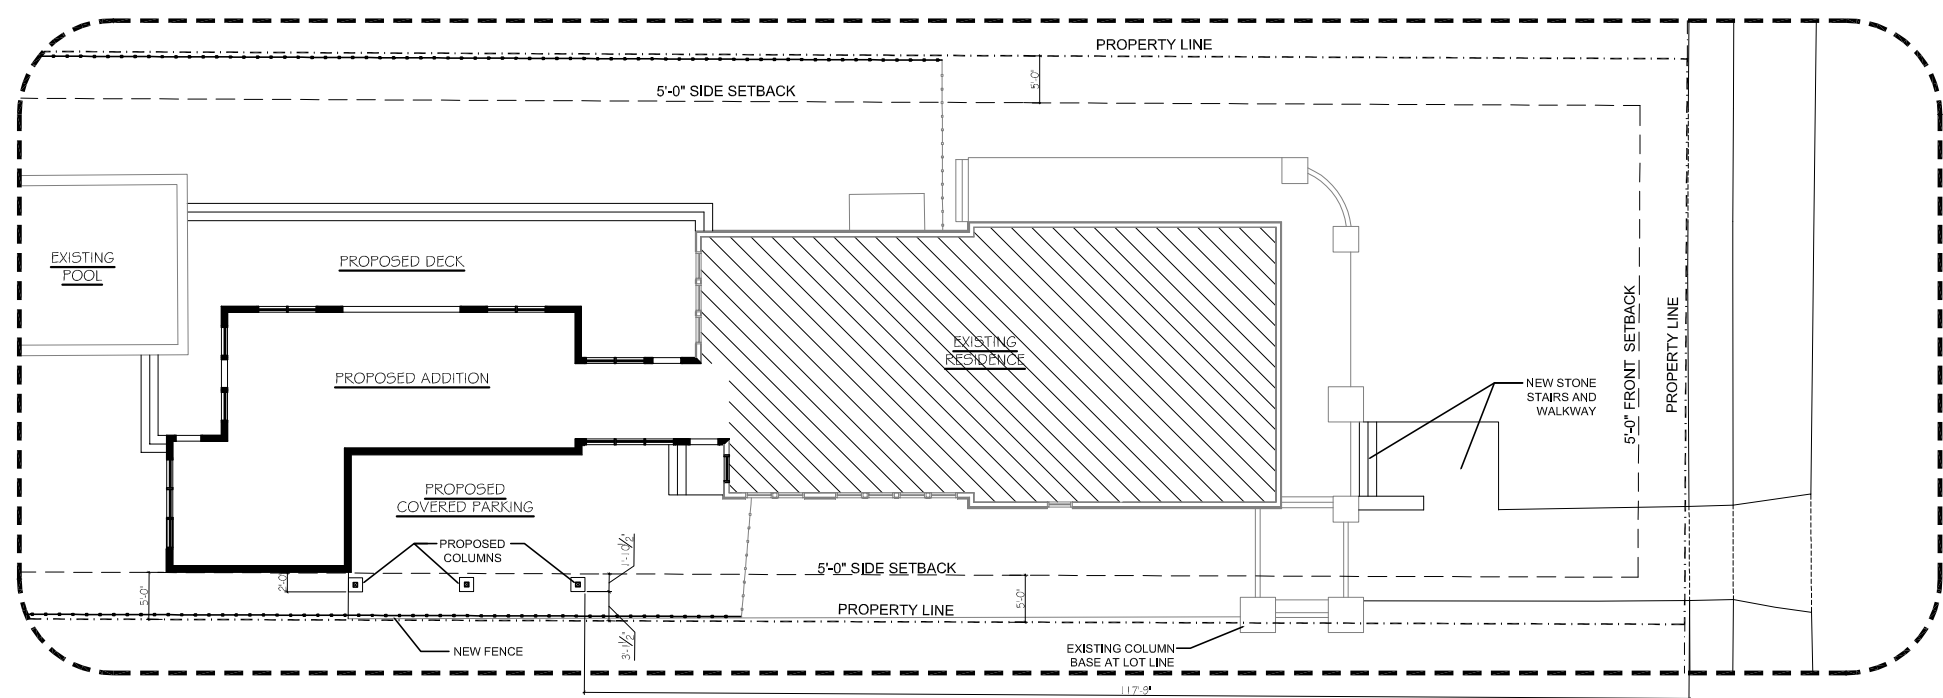 PROPERTY LINE
5'-0"
5'-0" SIDE SETBACK
EXISTING
POOL
PROPOSED DECK
EXISTING
RESIDENCE
PROPOSED ADDITION
5'-0" FRONT SETBACK
PROPERTY LINE
NEW STONE
STAIRS AND
WALKWAY
PROPOSED
COVERED PARKING
PROPOSED
COLUMNS
1'-10½"
5'-0" SIDE SETBACK
5'-0"
2'-0"
5'-0"
PROPERTY LINE
3'-1½"
NEW FENCE
EXISTING COLUMN
BASE AT LOT LINE
117'-9"